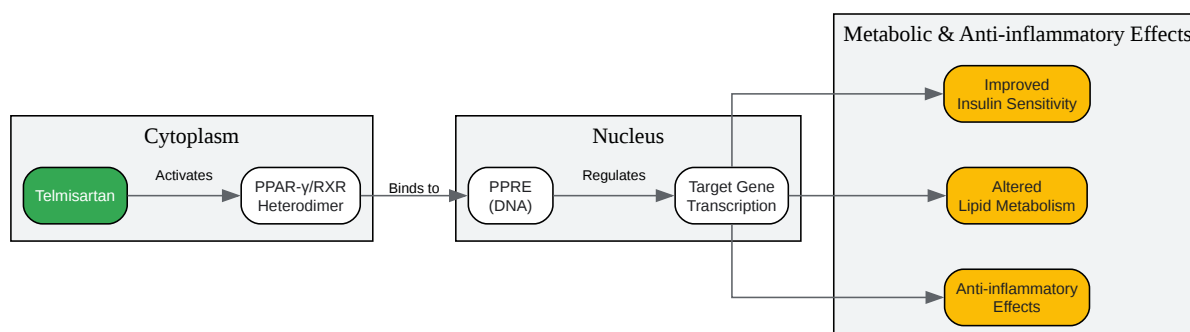 Metabolic & Anti-inflammatory Effects
Improved
Insulin Sensitivity
Cytoplasm
Nucleus
Telmisartan
Activates
PPAR-γ/RXR
Heterodimer
Binds to
PPRE
(DNA)
Regulates
Target Gene
Transcription
Altered
Lipid Metabolism
Anti-inflammatory
Effects